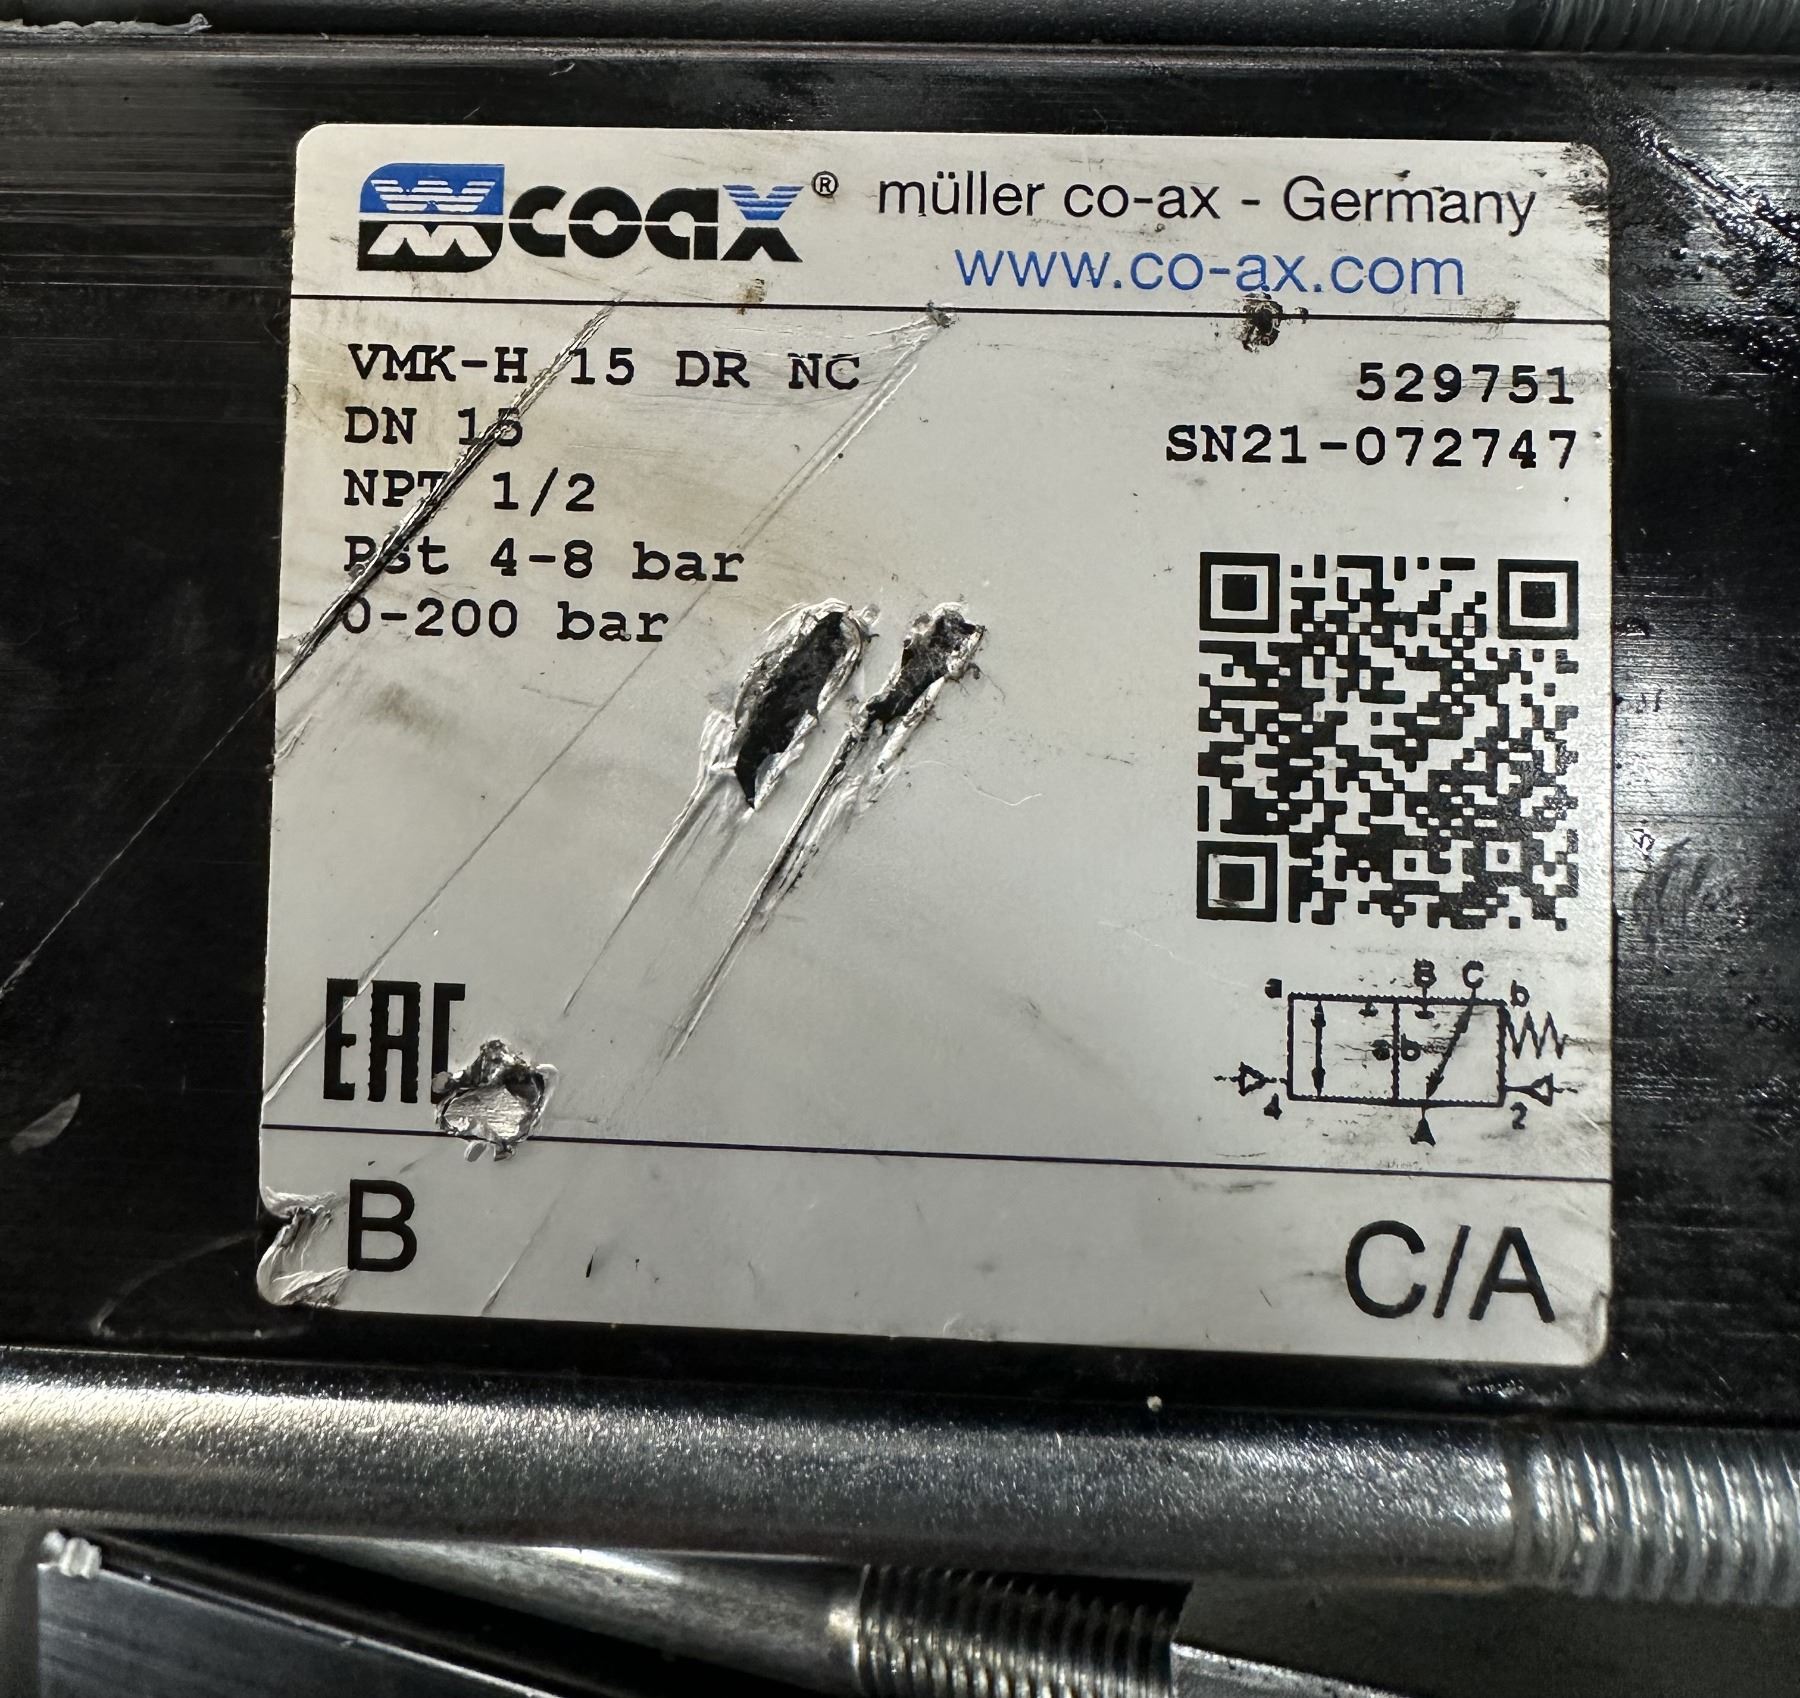 coax® müller co-ax - Germany
www.co-ax.com
VMK-H 15 DR NC
529751
DN 15
SN21-072747
NPT 1/2
Pst 4-8 bar
0-200 bar
B C
a b
a b
4 2
A
EAC
B C/A